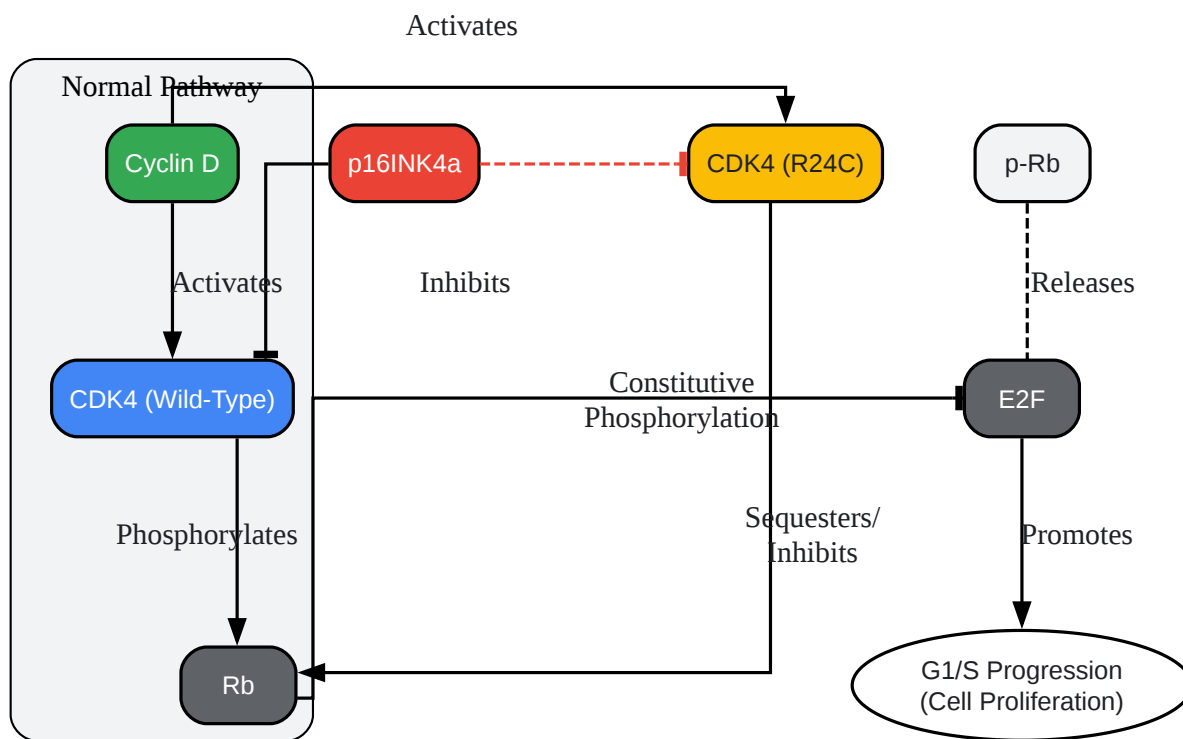 Activates
Normal Pathway
Cyclin D
p16INK4a
CDK4 (R24C)
p-Rb
Activates
Inhibits
Releases
CDK4 (Wild-Type)
Constitutive
Phosphorylation
E2F
Phosphorylates
Sequesters/
Inhibits
Promotes
Rb
G1/S Progression
(Cell Proliferation)